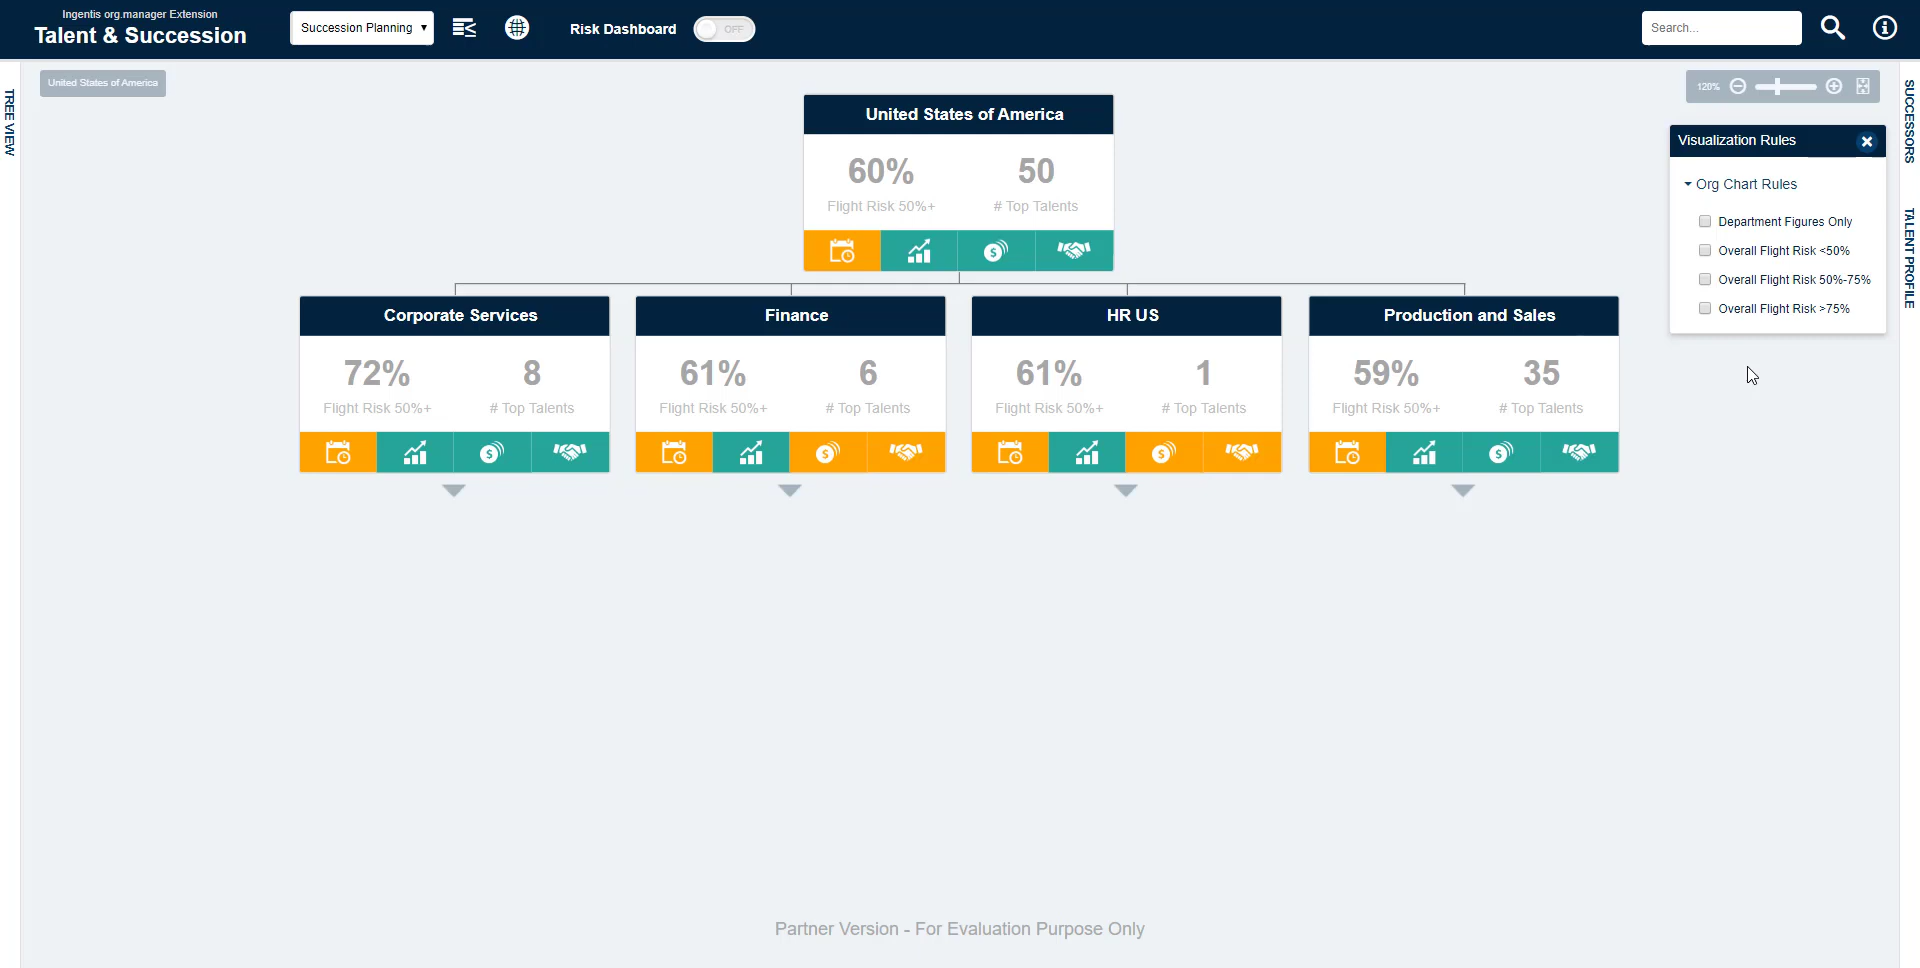 Ingentis org.manager Extension
Talent & Succession
Succession Planning
Risk Dashboard
OFF
Search...
TREE VIEW
United States of America
120%
SUCCESSORS
TALENT PROFILE
United States of America
60% 50
Flight Risk 50%+ # Top Talents
Visualization Rules
Org Chart Rules
Department Figures Only
Overall Flight Risk <50%
Overall Flight Risk 50%-75%
Overall Flight Risk >75%
Corporate Services
72% 8
Flight Risk 50%+ # Top Talents
Finance
61% 6
Flight Risk 50%+ # Top Talents
HR US
61% 1
Flight Risk 50%+ # Top Talents
Production and Sales
59% 35
Flight Risk 50%+ # Top Talents
Partner Version - For Evaluation Purpose Only